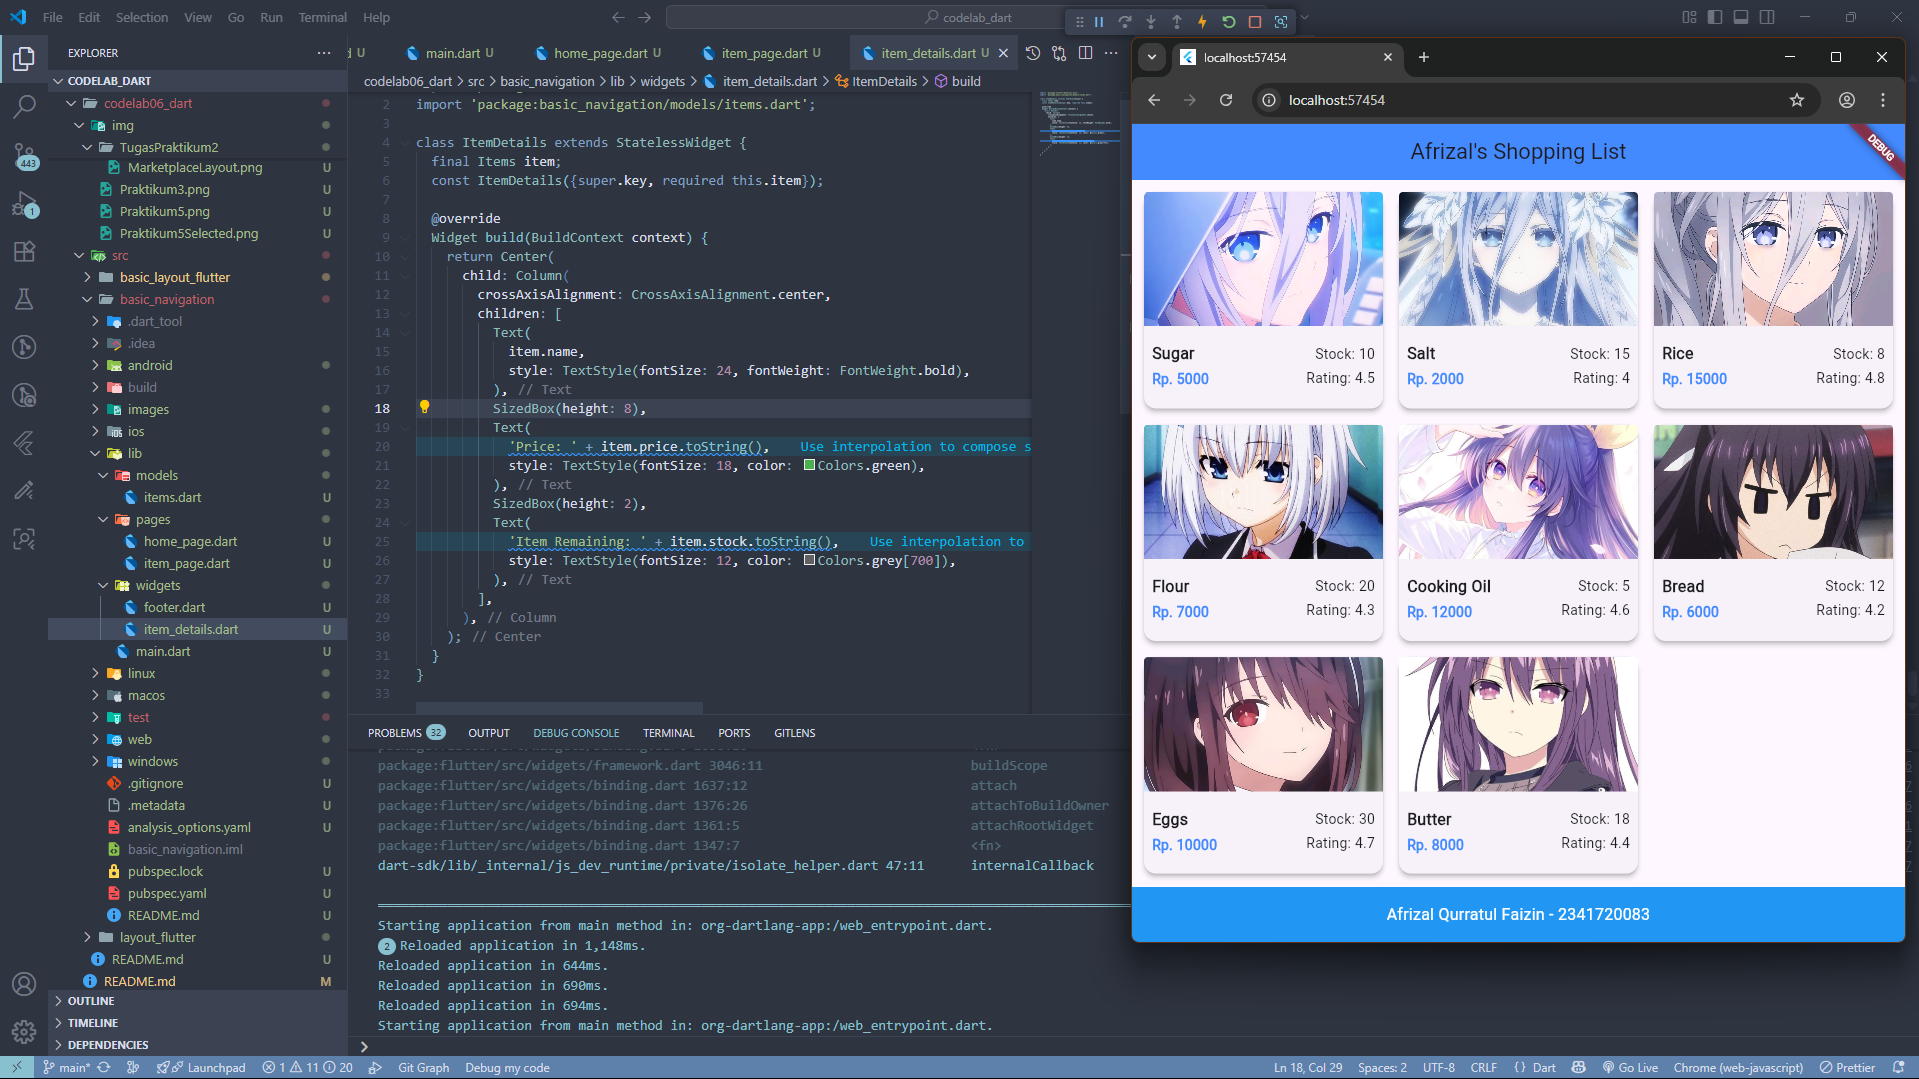 File Edit Selection View Go Run Terminal Help
codelab_dart
EXPLORER
CODELAB_DART
codelab06_dart
img
TugasPraktikum2
MarketplaceLayout.png U
Praktikum3.png U
Praktikum5.png U
Praktikum5Selected.png U
src
basic_layout_flutter
basic_navigation
.dart_tool
.idea
android
build
images
ios
lib
models
items.dart U
pages
home_page.dart U
item_page.dart U
widgets
footer.dart U
item_details.dart U
main.dart U
linux
macos
test
web
windows
.gitignore U
.metadata U
analysis_options.yaml U
basic_navigation.iml
pubspec.lock U
pubspec.yaml U
README.md U
layout_flutter
README.md U
README.md M
OUTLINE
TIMELINE
DEPENDENCIES
443
1
d U main.dart U home_page.dart U item_page.dart U item_details.dart U
codelab06_dart > src > basic_navigation > lib > widgets > item_details.dart > ItemDetails > build
2 import 'package:basic_navigation/models/items.dart';
3
4 class ItemDetails extends StatelessWidget {
5 final Items item;
6 const ItemDetails({super.key, required this.item});
7
8 @override
9 Widget build(BuildContext context) {
10 return Center(
11 child: Column(
12 crossAxisAlignment: CrossAxisAlignment.center,
13 children: [
14 Text(
15 item.name,
16 style: TextStyle(fontSize: 24, fontWeight: FontWeight.bold),
17 ), // Text
18 SizedBox(height: 8),
19 Text(
20 'Price: ' + item.price.toString(), Use interpolation to compose s
21 style: TextStyle(fontSize: 18, color: Colors.green),
22 ), // Text
23 SizedBox(height: 2),
24 Text(
25 'Item Remaining: ' + item.stock.toString(), Use interpolation to
26 style: TextStyle(fontSize: 12, color: Colors.grey[700]),
27 ), // Text
28 ],
29 ), // Column
30 ); // Center
31 }
32 }
33
PROBLEMS 32 OUTPUT DEBUG CONSOLE TERMINAL PORTS GITLENS
package:flutter/src/widgets/framework.dart 3046:11 buildScope
package:flutter/src/widgets/binding.dart 1637:12 attach
package:flutter/src/widgets/binding.dart 1376:26 attachToBuildOwner
package:flutter/src/widgets/binding.dart 1361:5 attachRootWidget
package:flutter/src/widgets/binding.dart 1347:7 <fn>
dart-sdk/lib/_internal/js_dev_runtime/private/isolate_helper.dart 47:11 internalCallback
Starting application from main method in: org-dartlang-app:/web_entrypoint.dart.
2 Reloaded application in 1,148ms.
Reloaded application in 644ms.
Reloaded application in 690ms.
Reloaded application in 694ms.
Starting application from main method in: org-dartlang-app:/web_entrypoint.dart.
localhost:57454
localhost:57454
Afrizal's Shopping List
DEBUG
Sugar Stock: 10
Rp. 5000 Rating: 4.5
Salt Stock: 15
Rp. 2000 Rating: 4
Rice Stock: 8
Rp. 15000 Rating: 4.8
Flour Stock: 20
Rp. 7000 Rating: 4.3
Cooking Oil Stock: 5
Rp. 12000 Rating: 4.6
Bread Stock: 12
Rp. 6000 Rating: 4.2
Eggs Stock: 30
Rp. 10000 Rating: 4.7
Butter Stock: 18
Rp. 8000 Rating: 4.4
Afrizal Qurratul Faizin - 2341720083
main* Launchpad 1 11 20 Git Graph Debug my code Ln 18, Col 29 Spaces: 2 UTF-8 CRLF {} Dart Go Live Chrome (web-javascript) Prettier